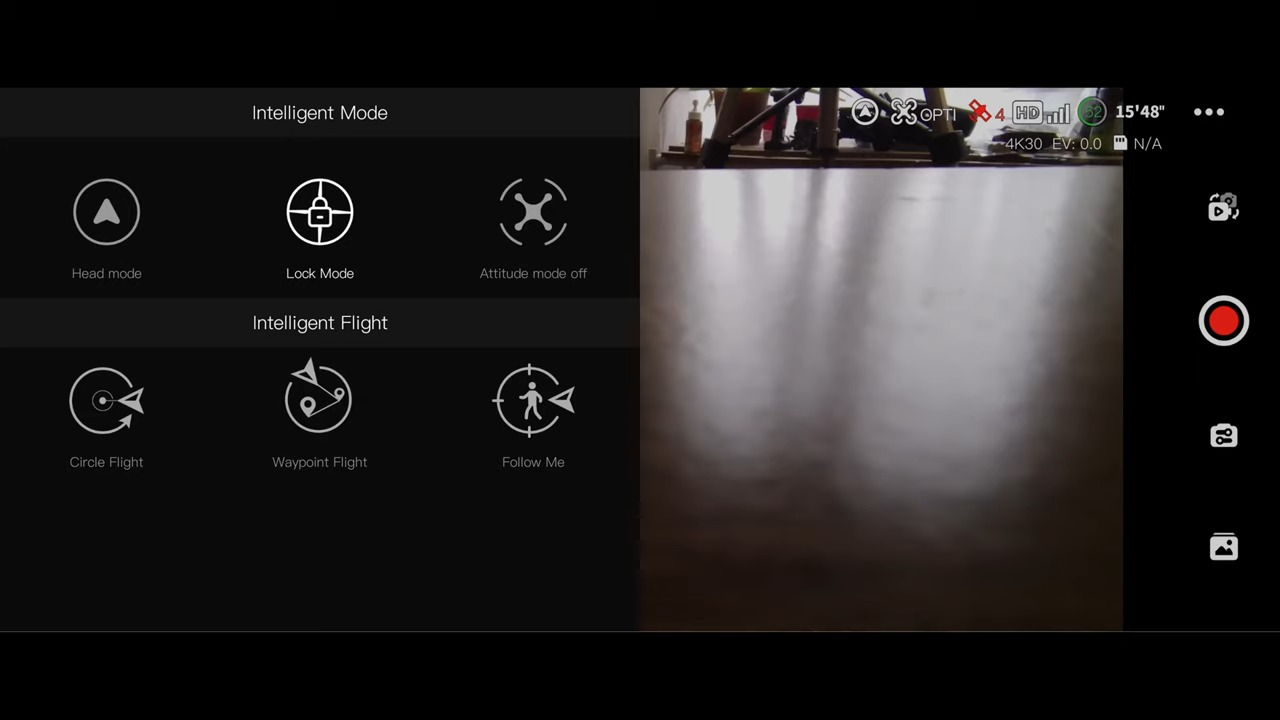 Intelligent Mode
Head mode
Lock Mode
Attitude mode off
Intelligent Flight
Circle Flight
Waypoint Flight
Follow Me
OPTI 4 HD 62 15'48"
4K30 EV: 0.0 N/A